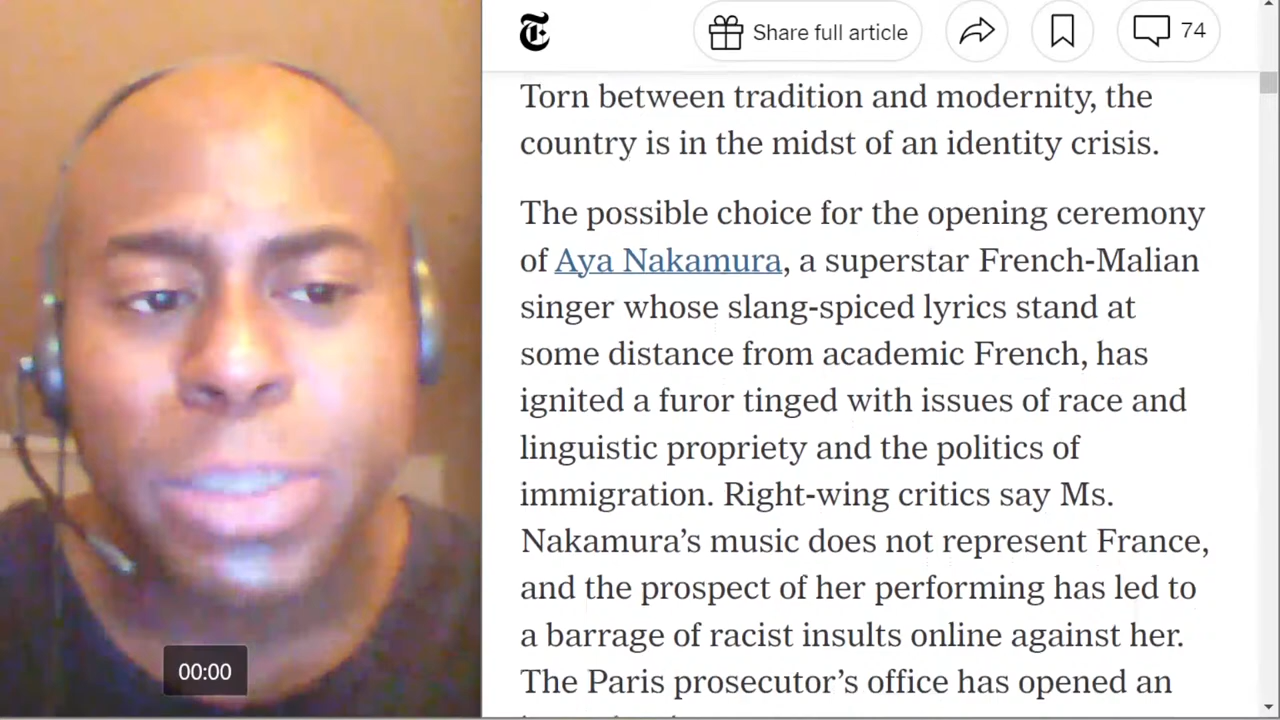 Share full article
74
Torn between tradition and modernity, the
country is in the midst of an identity crisis.
The possible choice for the opening ceremony
of Aya Nakamura, a superstar French-Malian
singer whose slang-spiced lyrics stand at
some distance from academic French, has
ignited a furor tinged with issues of race and
linguistic propriety and the politics of
immigration. Right-wing critics say Ms.
Nakamura’s music does not represent France,
and the prospect of her performing has led to
a barrage of racist insults online against her.
The Paris prosecutor’s office has opened an
00:00